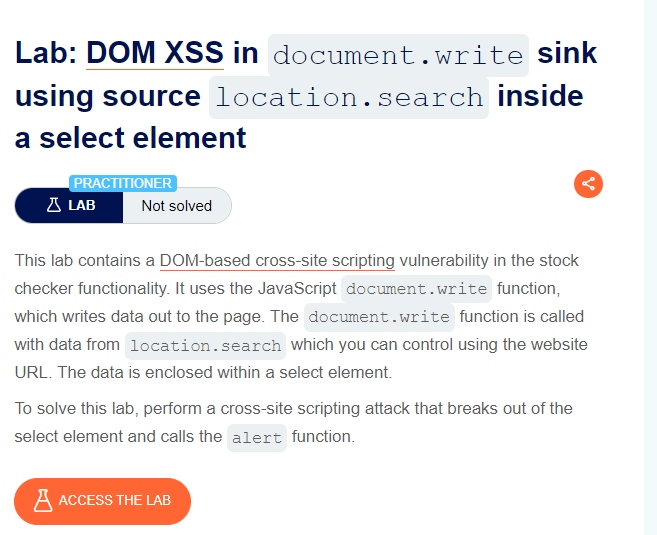 Lab: DOM XSS in document.write sink
using source location.search inside
a select element
PRACTITIONER
LAB Not solved
This lab contains a DOM-based cross-site scripting vulnerability in the stock
checker functionality. It uses the JavaScript document.write function,
which writes data out to the page. The document.write function is called
with data from location.search which you can control using the website
URL. The data is enclosed within a select element.
To solve this lab, perform a cross-site scripting attack that breaks out of the
select element and calls the alert function.
ACCESS THE LAB